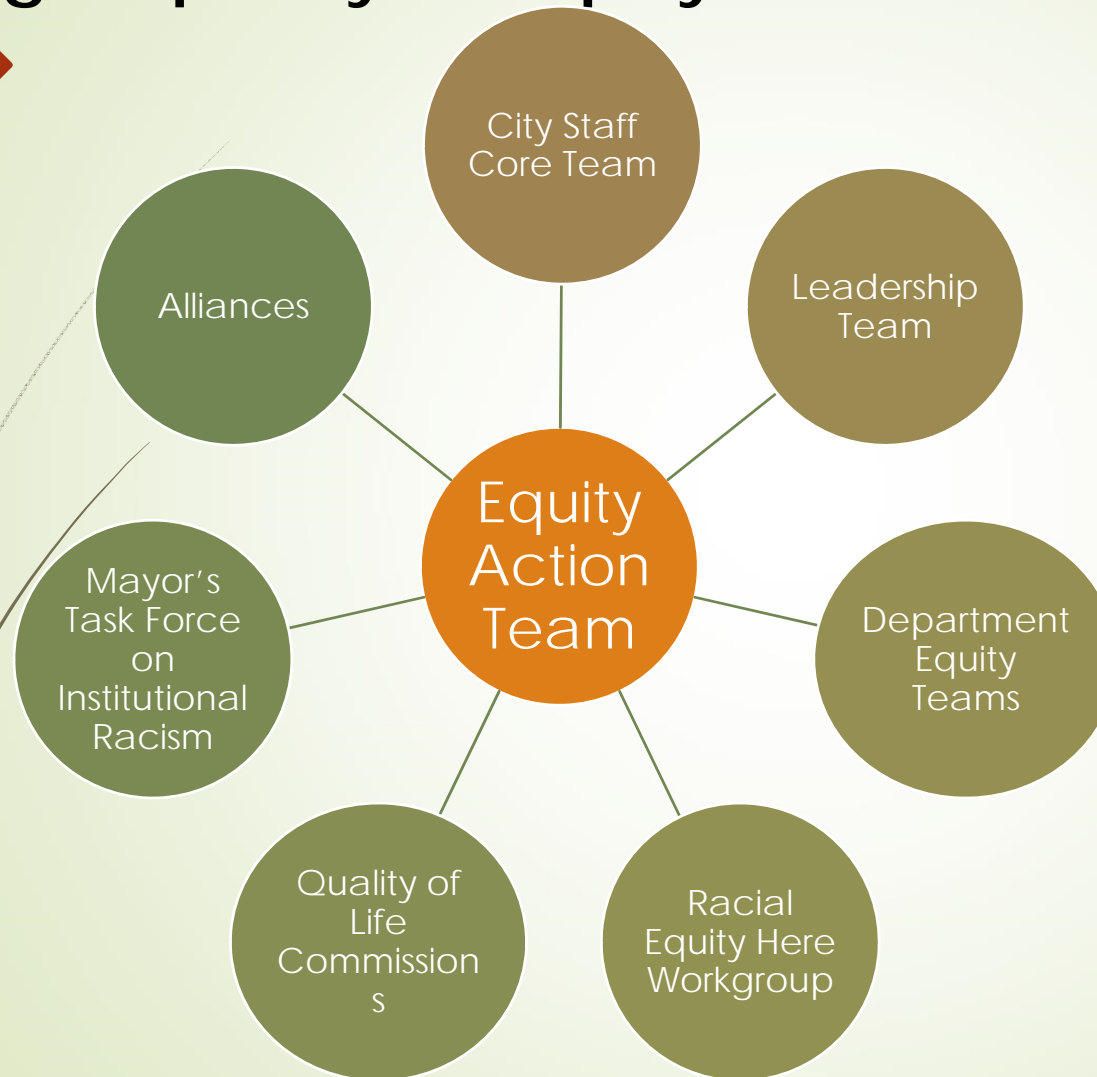 City Staff
Core Team
Leadership
Team
Alliances
Equity
Action
Team
Department
Equity
Teams
Mayor’s
Task Force
on
Institutional
Racism
Quality of
Life
Commission
s
Racial
Equity Here
Workgroup